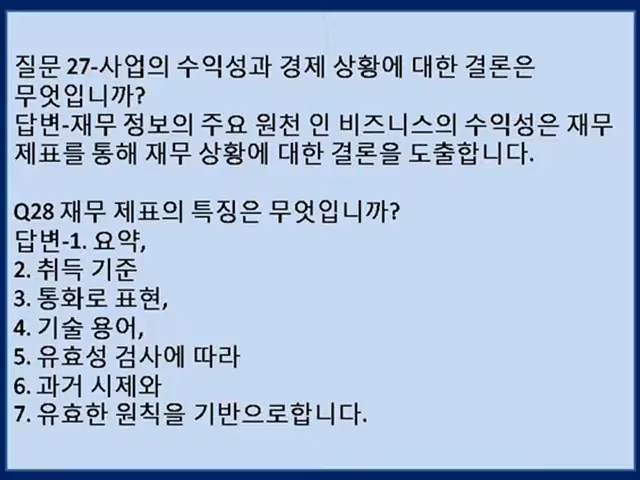 질문 27-사업의 수익성과 경제 상황에 대한 결론은
무엇입니까?
답변-재무 정보의 주요 원천 인 비즈니스의 수익성은 재무
제표를 통해 재무 상황에 대한 결론을 도출합니다.
Q28 재무 제표의 특징은 무엇입니까?
답변-1. 요약,
2. 취득 기준
3. 통화로 표현,
4. 기술 용어,
5. 유효성 검사에 따라
6. 과거 시제와
7. 유효한 원칙을 기반으로합니다.